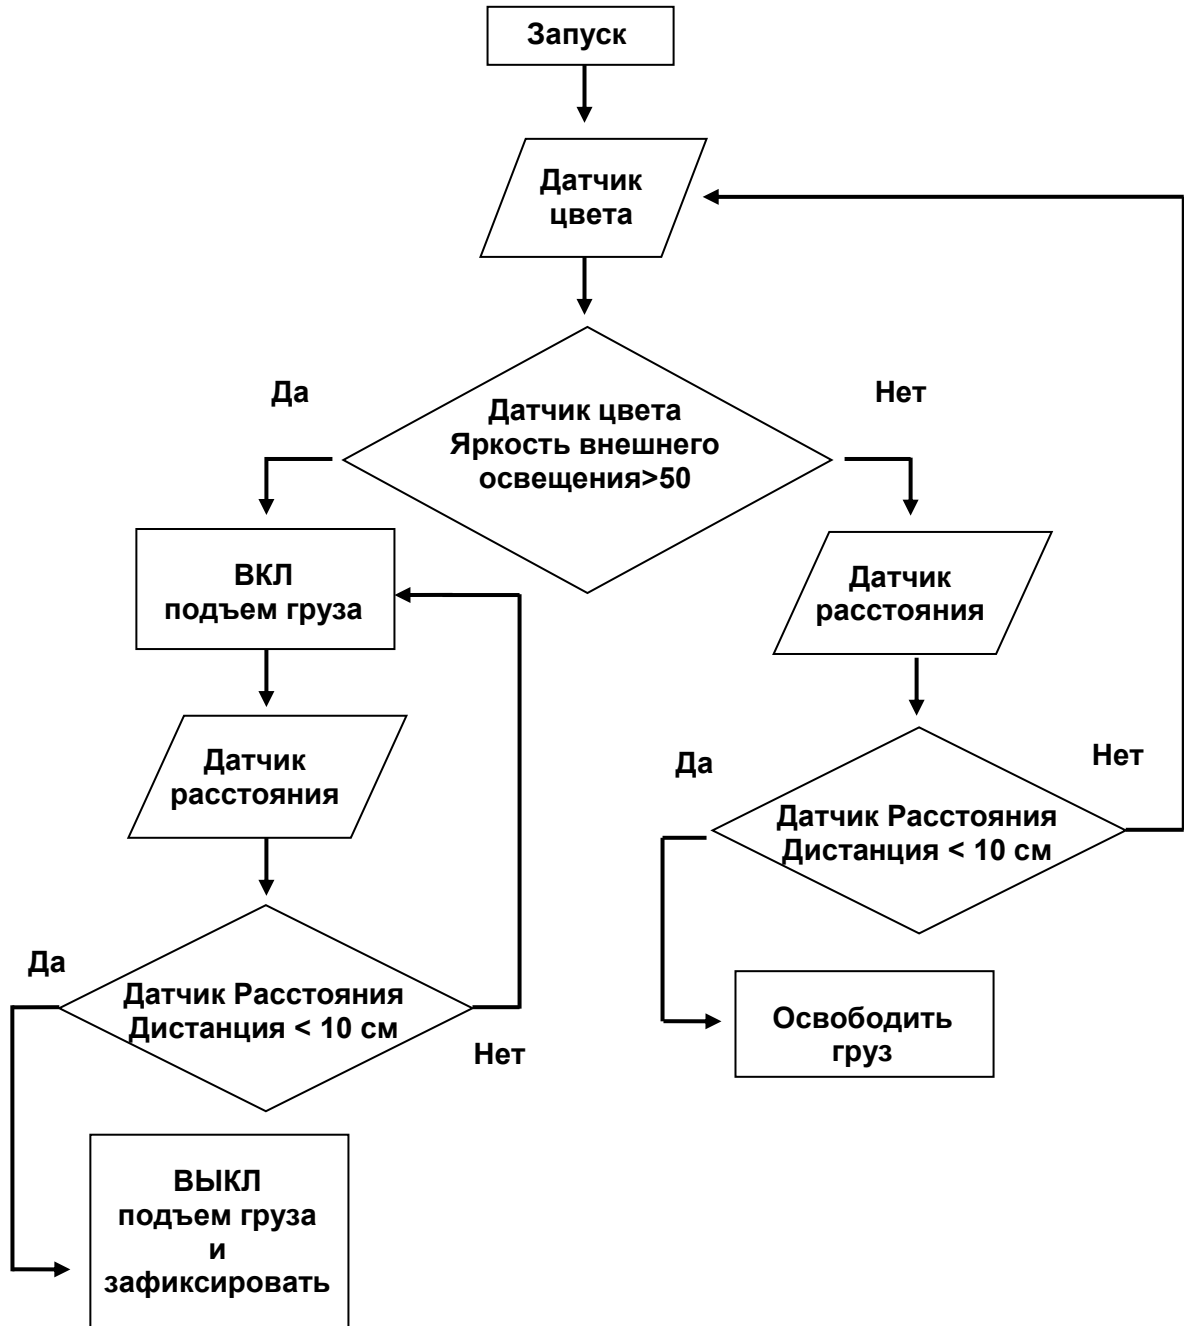 Запуск
Датчик
цвета
Да
Нет
Датчик цвета
Яркость внешнего
освещения>50
ВКЛ
подъем груза
Датчик
расстояния
Датчик
расстояния
Да
Нет
Датчик Расстояния
Дистанция < 10 см
Да
Датчик Расстояния
Дистанция < 10 см
Нет
Освободить
груз
ВЫКЛ
подъем груза
и
зафиксировать